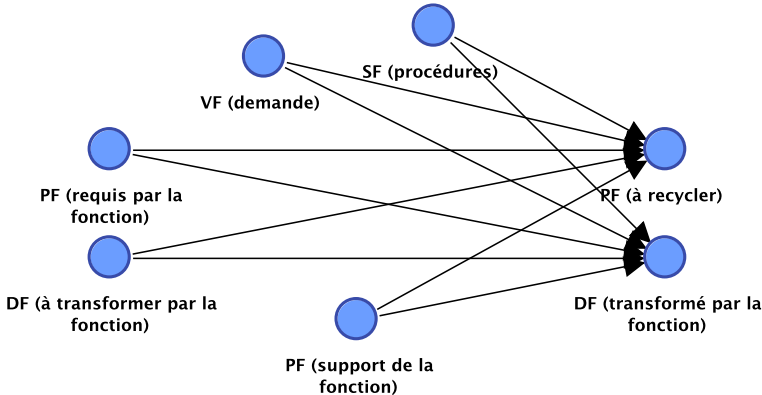 SF (procédures)
VF (demande)
PF (requis par la
fonction)
PF (à recycler)
DF (à transformer par la
fonction)
DF (transformé par la
fonction)
PF (support de la
fonction)